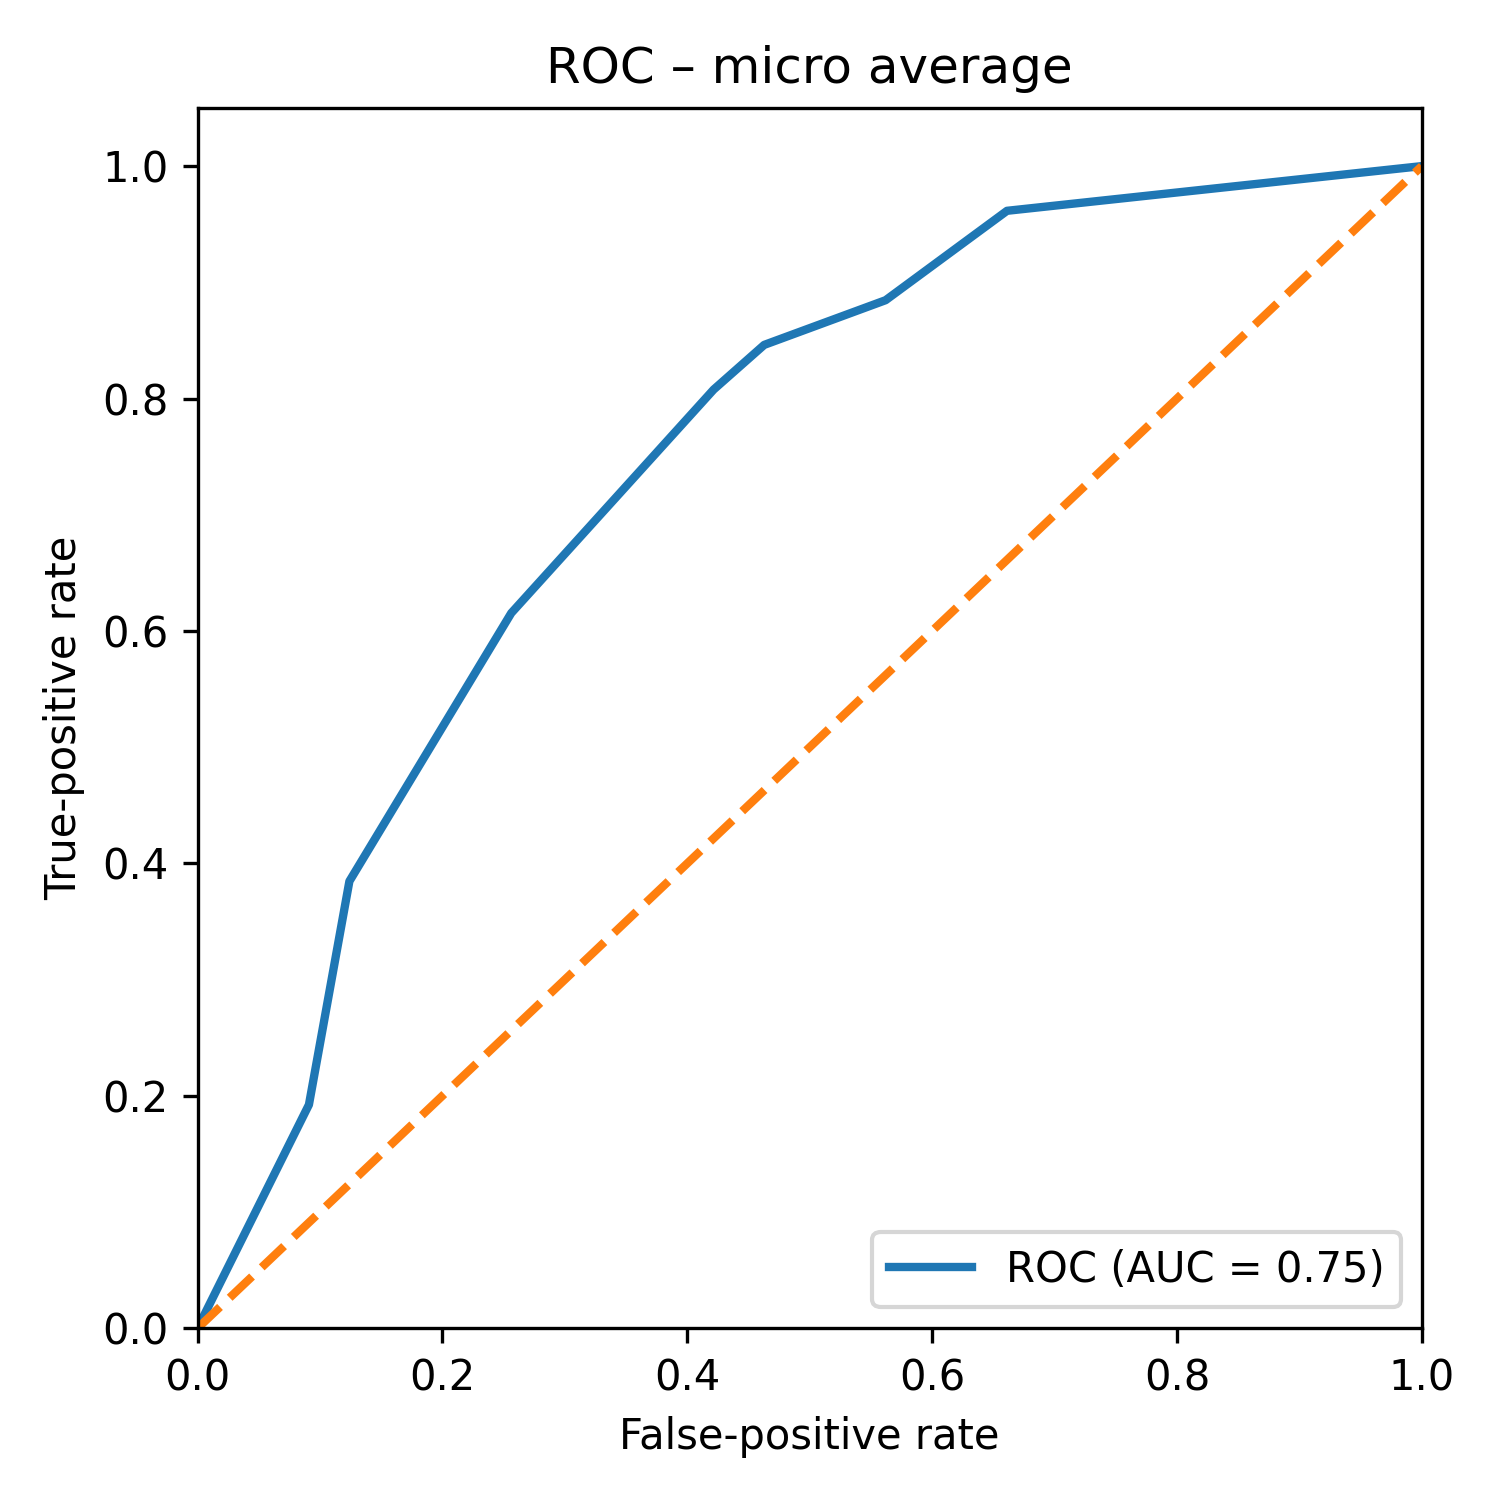 ROC – micro average
1.0
0.8
0.6
0.4
0.2
0.0
True-positive rate
0.0 0.2 0.4 0.6 0.8 1.0
False-positive rate
ROC (AUC = 0.75)